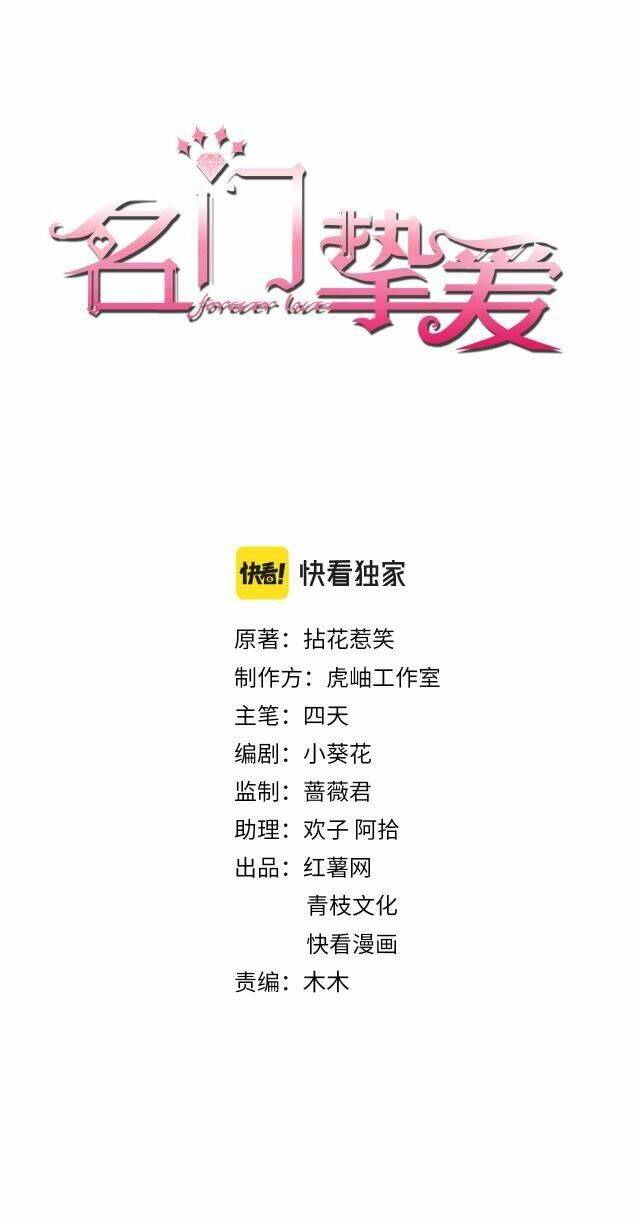 名门挚爱
forever love
快看! 快看独家
原著：拈花惹笑
制作方：虎岫工作室
主笔：四天
编剧：小葵花
监制：蔷薇君
助理：欢子 阿拾
出品：红薯网
青枝文化
快看漫画
责编：木木